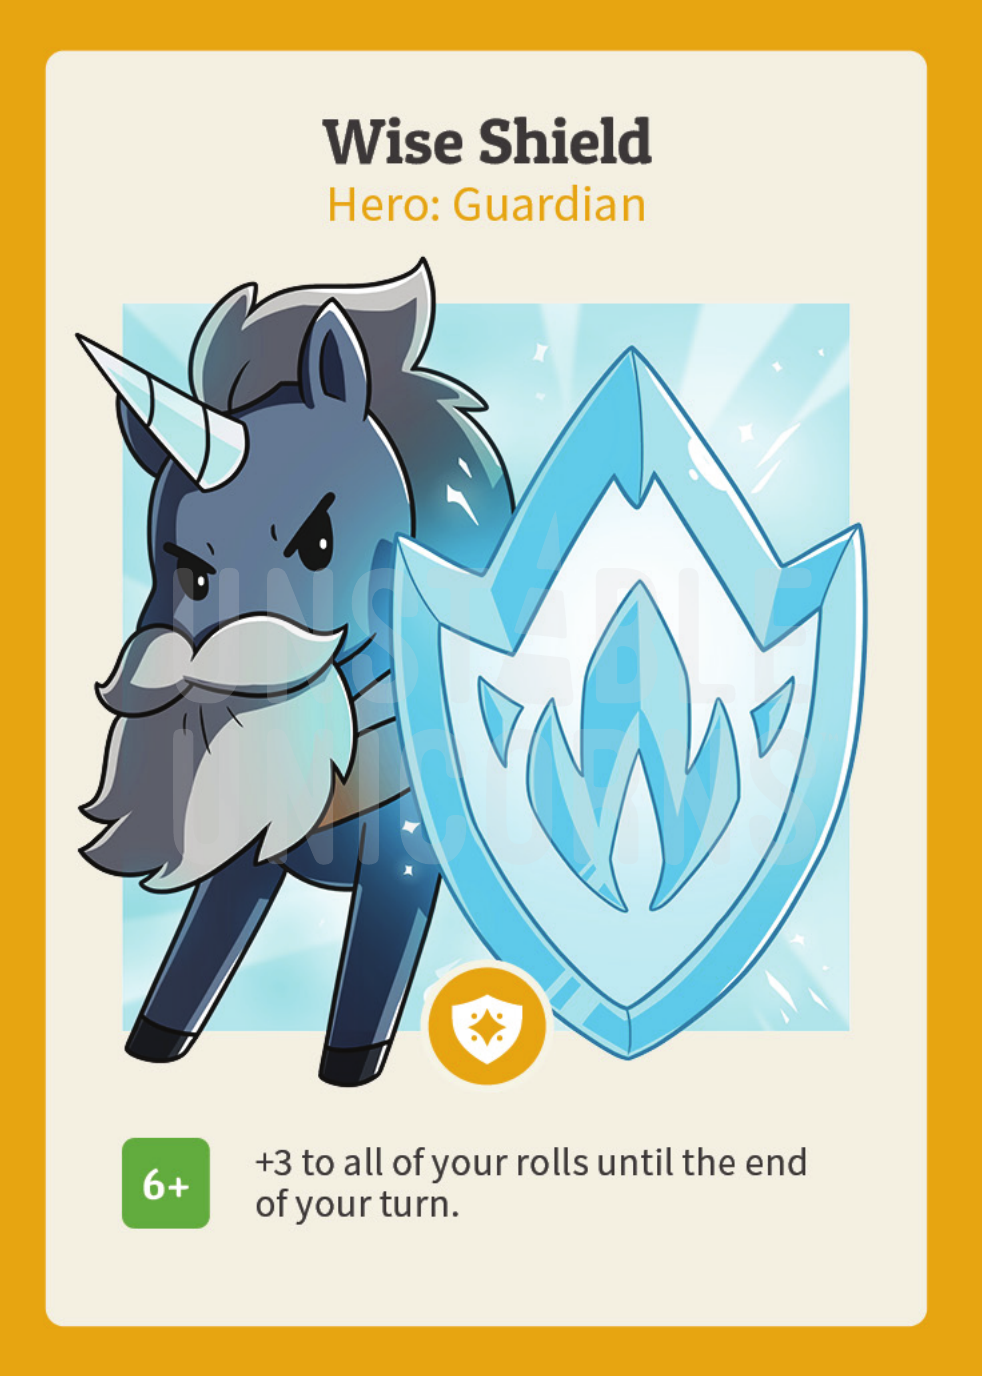 Wise Shield
Hero: Guardian
UNSTABLE
UNICORNS
6+
+3 to all of your rolls until the end
of your turn.